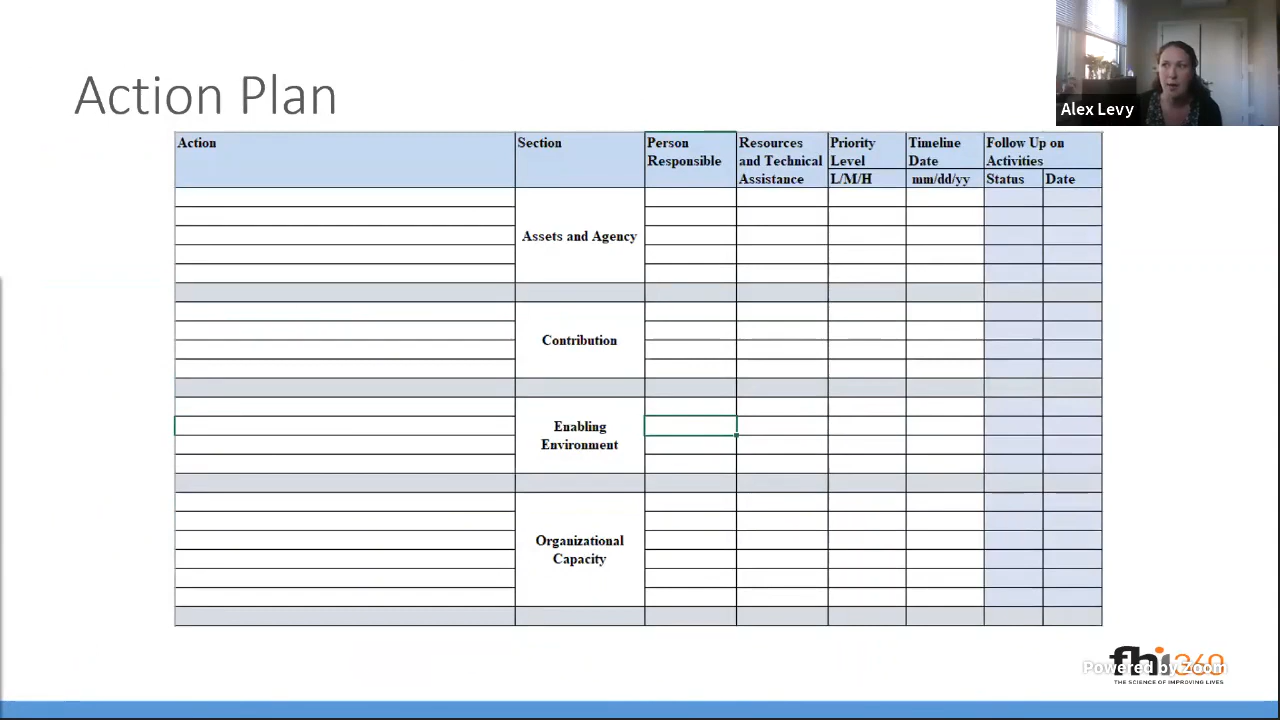 Action Plan
Alex Levy
Action
Section
Person
Responsible
Resources
and Technical
Assistance
Priority
Level
L/M/H
Timeline
Date
mm/dd/yy
Follow Up on
Activities
Status
Date
Assets and Agency
Contribution
Enabling
Environment
Organizational
Capacity
fhi360
Powered by zoom
THE SCIENCE OF IMPROVING LIVES